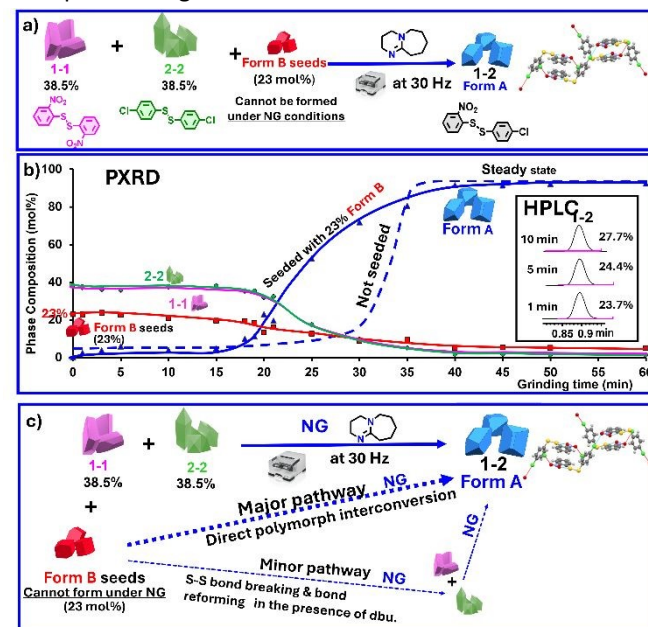 a)
1-1
38.5%
+
2-2
38.5%
+
Form B seeds
(23 mol%)
Cannot be formed
under NG conditions
N
N
at 30 Hz
1-2
Form A
NO₂
S
S
O₂N
Cl
S
S
Cl
NO₂
S
S
Cl
b)
PXRD
Phase Composition (mol%)
100
80
60
40
20
0
23%
2-2
1-1
Form B seeds
(23%)
Seeded with 23% Form B
Not seeded
Steady state
Form A
HPLC
1-2
10 min
27.7%
5 min
24.4%
1 min
23.7%
0.85 0.9 min
Grinding time (min)
0 5 10 15 20 25 30 35 40 45 50 55 60
c)
1-1
38.5%
+
2-2
38.5%
NG
N
N
at 30 Hz
1-2
Form A
+
Form B seeds
Cannot form under NG
(23 mol%)
Major pathway NG
Direct polymorph interconversion
Minor pathway NG
S-S bond breaking & bond
reforming in the presence of dbu.
+
NG